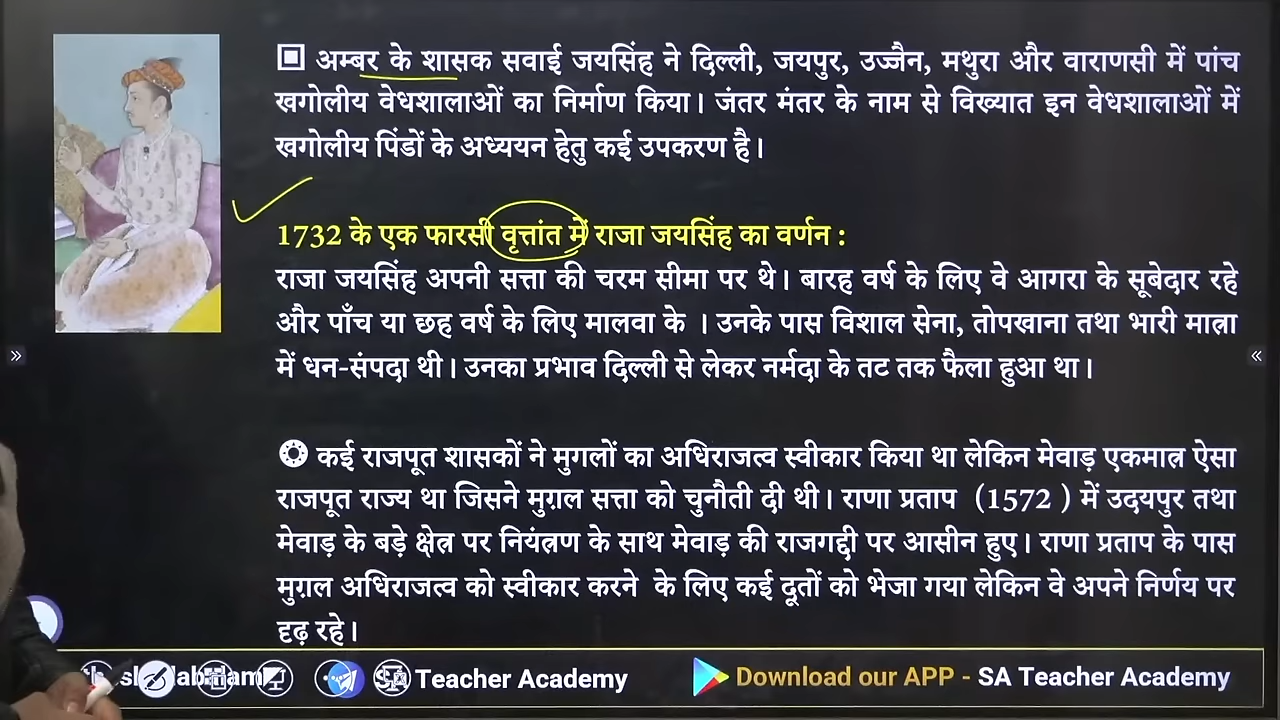 अम्बर के शासक सवाई जयसिंह ने दिल्ली, जयपुर, उज्जैन, मथुरा और वाराणसी में पांच
खगोलीय वेधशालाओं का निर्माण किया। जंतर मंतर के नाम से विख्यात इन वेधशालाओं में
खगोलीय पिंडों के अध्ययन हेतु कई उपकरण है।
1732 के एक फारसी वृत्तांत में राजा जयसिंह का वर्णन :
राजा जयसिंह अपनी सत्ता की चरम सीमा पर थे। बारह वर्ष के लिए वे आगरा के सूबेदार रहे
और पाँच या छह वर्ष के लिए मालवा के । उनके पास विशाल सेना, तोपखाना तथा भारी मात्रा
में धन-संपदा थी। उनका प्रभाव दिल्ली से लेकर नर्मदा के तट तक फैला हुआ था।
कई राजपूत शासकों ने मुगलों का अधिराजत्व स्वीकार किया था लेकिन मेवाड़ एकमात्र ऐसा
राजपूत राज्य था जिसने मुग़ल सत्ता को चुनौती दी थी। राणा प्रताप (1572 ) में उदयपुर तथा
मेवाड़ के बड़े क्षेत्र पर नियंत्रण के साथ मेवाड़ की राजगद्दी पर आसीन हुए। राणा प्रताप के पास
मुग़ल अधिराजत्व को स्वीकार करने के लिए कई दूतों को भेजा गया लेकिन वे अपने निर्णय पर
दृढ़ रहे।
Teacher Academy
Download our APP - SA Teacher Academy